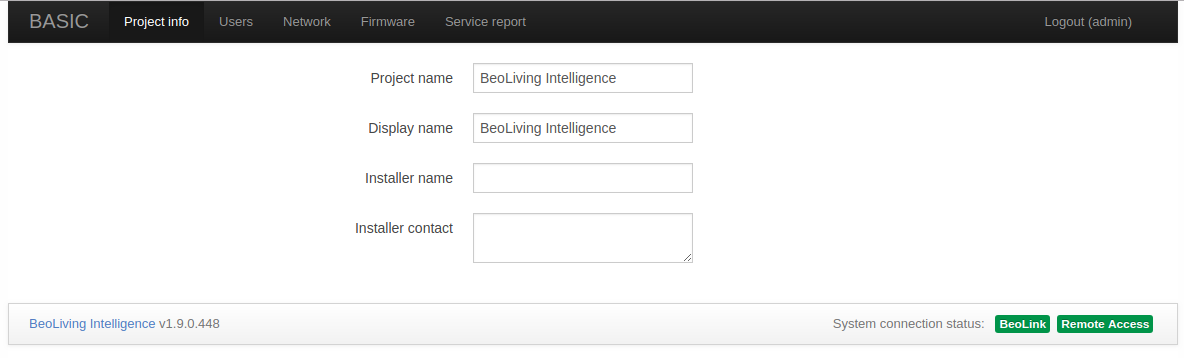 BASIC Project info Users Network Firmware Service report Logout (admin)
Project name BeoLiving Intelligence
Display name BeoLiving Intelligence
Installer name
Installer contact
BeoLiving Intelligence v1.9.0.448 System connection status: BeoLink Remote Access